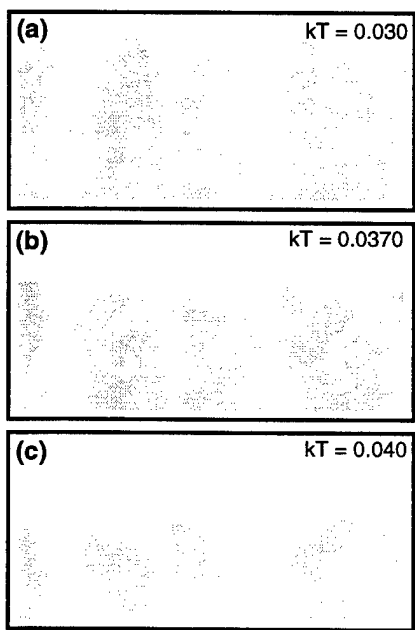 (a) kT = 0.030
(b) kT = 0.0370
(c) kT = 0.040